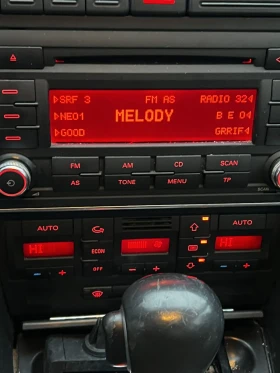 SRF 3 FM AS RADIO 324
NE01 MELODY B E 04
GOOD GRRIF4
FM AM CD SCAN
AS TONE MENU TP
AUTO AUTO
HI HI
ECON
OFF